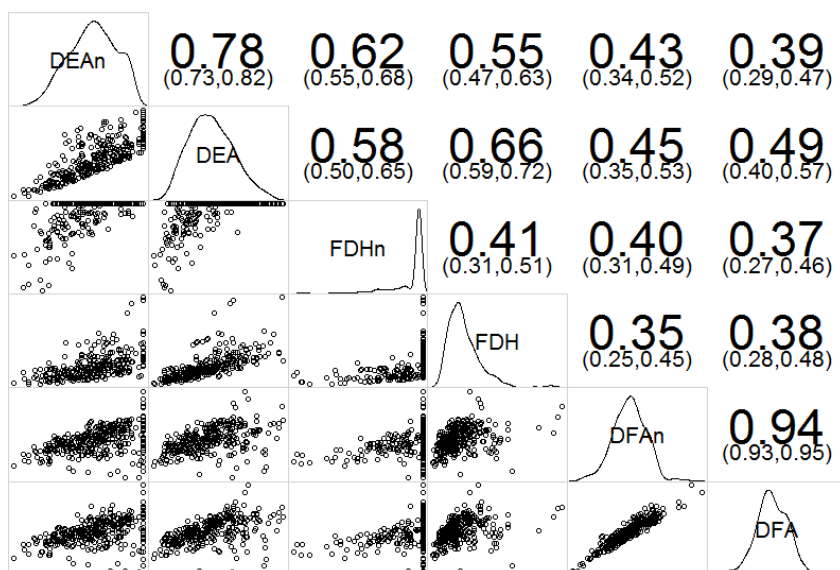 DEAn 0.78 0.62 0.55 0.43 0.39
(0.73,0.82) (0.55,0.68) (0.47,0.63) (0.34,0.52) (0.29,0.47)
DEA 0.58 0.66 0.45 0.49
(0.50,0.65) (0.59,0.72) (0.35,0.53) (0.40,0.57)
FDHn 0.41 0.40 0.37
(0.31,0.51) (0.31,0.49) (0.27,0.46)
FDH 0.35 0.38
(0.25,0.45) (0.28,0.48)
DFAn 0.94
(0.93,0.95)
DFA